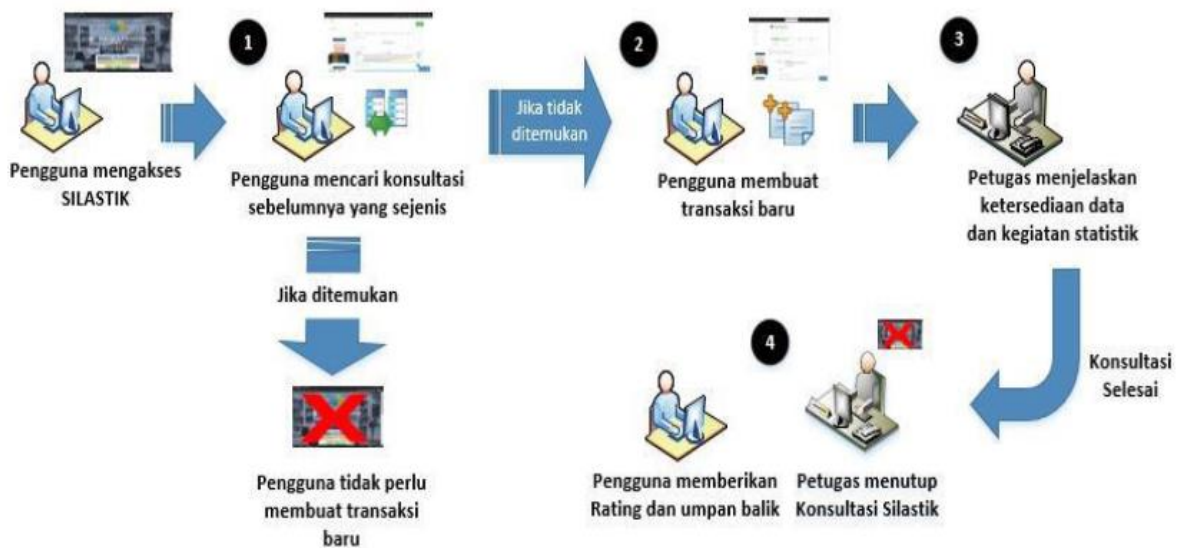 1
2
3
Pengguna mengakses
SILASTIK
Pengguna mencari konsultasi
sebelumnya yang sejenis
Jika tidak
ditemukan
Pengguna membuat
transaksi baru
Petugas menjelaskan
ketersediaan data
dan kegiatan statistik
Jika ditemukan
Pengguna tidak perlu
membuat transaksi
baru
Konsultasi
Selesai
4
Pengguna memberikan
Rating dan umpan balik
Petugas menutup
Konsultasi Silastik